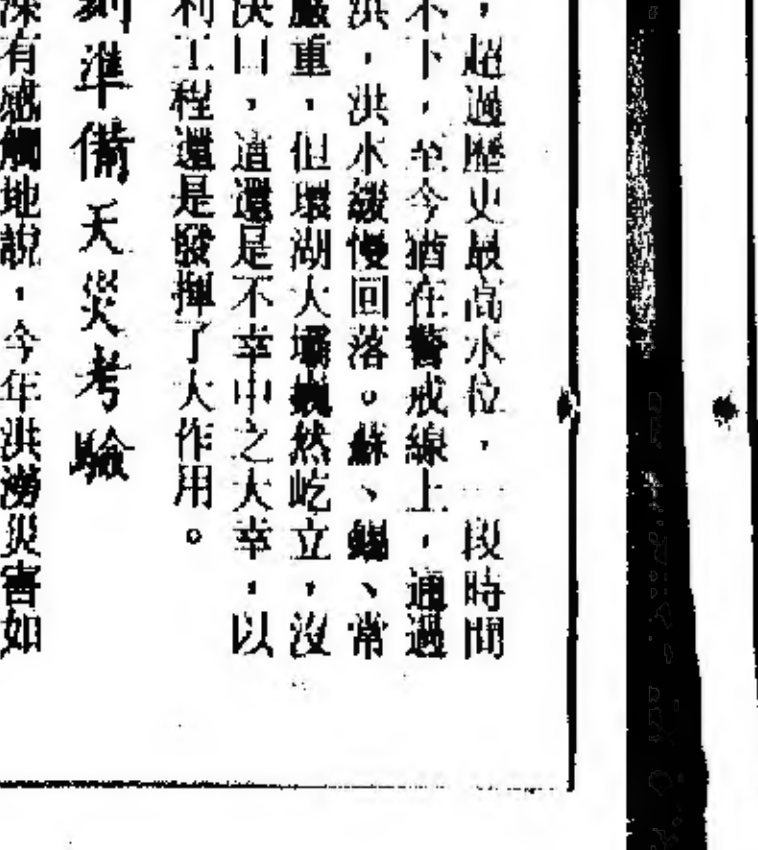 ，超過歷史最高水位，一段時間
不下，至今猶在警戒線上，通過
洪，洪水緩慢回落。蘇、錫、常
嚴重，但環湖大壩巍然屹立，沒
決口，這還是不幸中之大幸，以
利工程還是發揮了大作用。
刻準備天災考驗
深有感觸地說，今年洪澇災害如